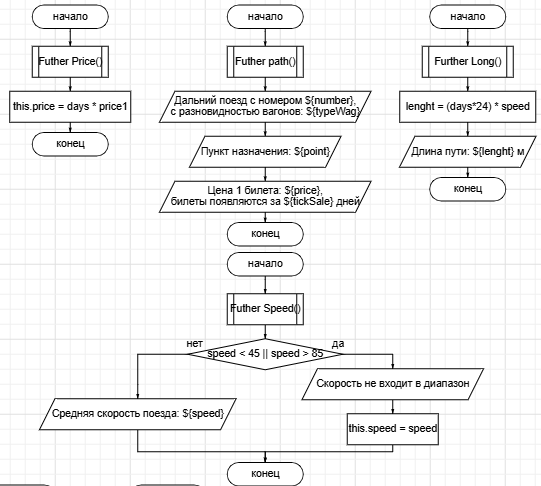 начало
Futher Price()
this.price = days * price1
конец
начало
Futher path()
Дальний поезд с номером ${number},
с разновидностью вагонов: ${typeWag}
Пункт назначения: ${point}
Цена 1 билета: ${price},
билеты появляются за ${tickSale} дней
конец
начало
Further Long()
lenght = (days*24) * speed
Длина пути: ${lenght} м
конец
начало
Futher Speed()
нет
да
speed < 45 || speed > 85
Скорость не входит в диапазон
Средняя скорость поезда: ${speed}
this.speed = speed
конец